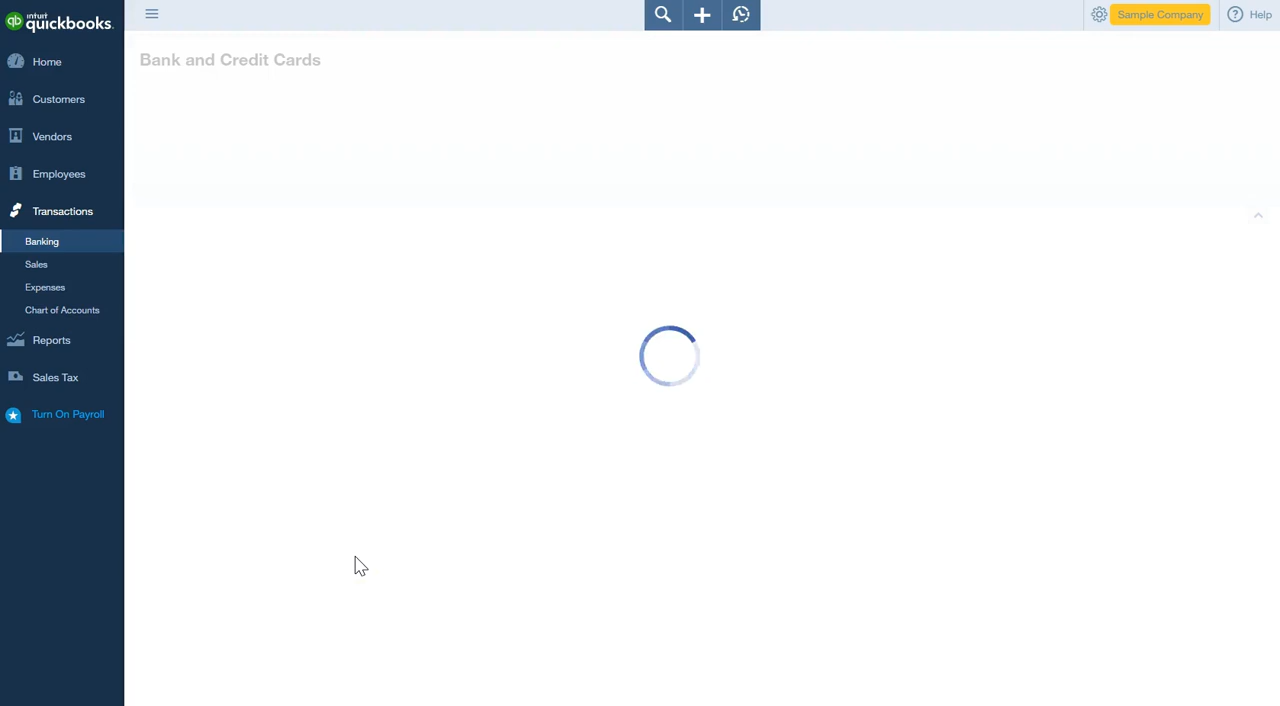 intuit
quickbooks.
Sample Company
Help
Home
Customers
Vendors
Employees
Transactions
Banking
Sales
Expenses
Chart of Accounts
Reports
Sales Tax
Turn On Payroll
Bank and Credit Cards